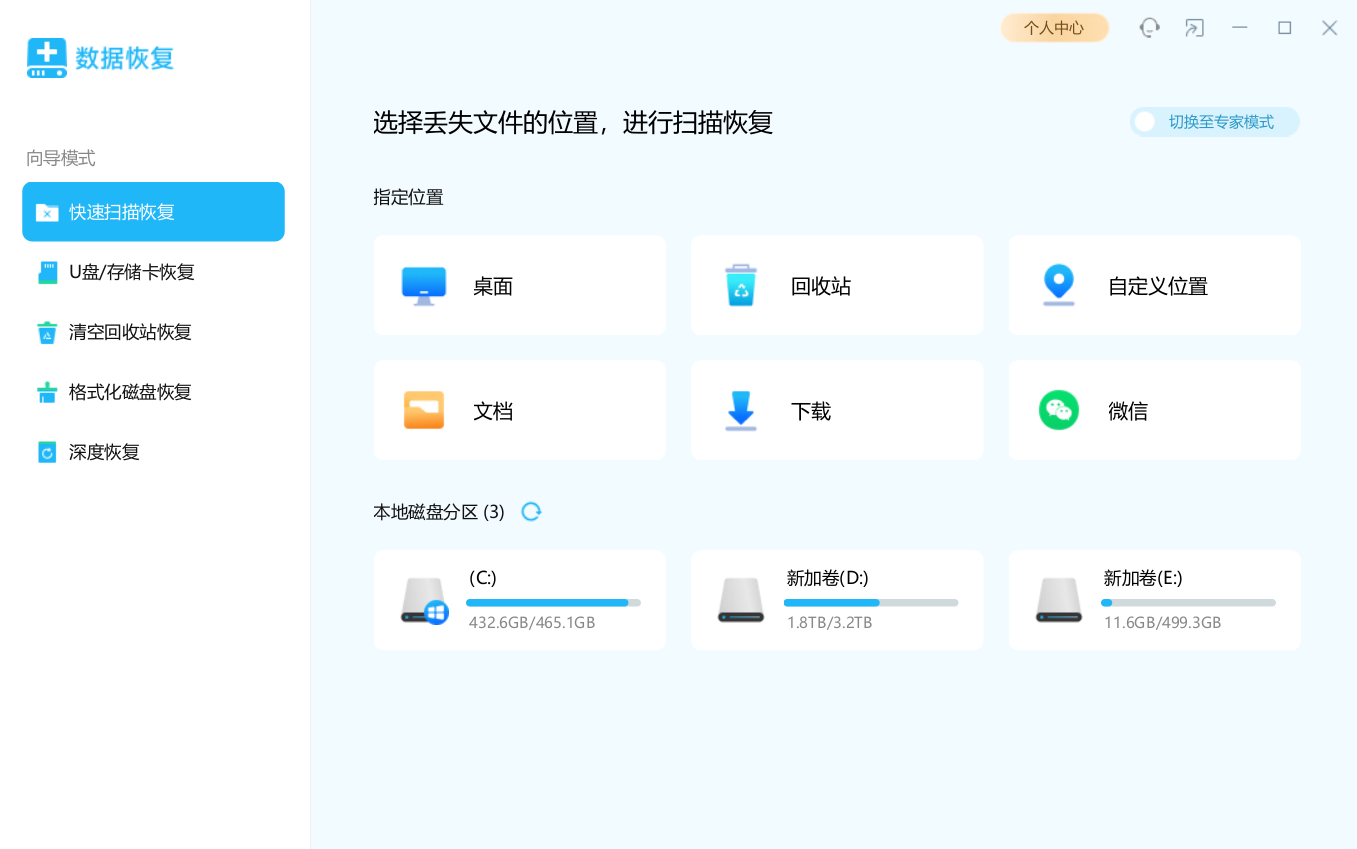 个人中心
数据恢复
选择丢失文件的位置，进行扫描恢复
切换至专家模式
向导模式
快速扫描恢复
U盘/存储卡恢复
清空回收站恢复
格式化磁盘恢复
深度恢复
指定位置
桌面
回收站
自定义位置
文档
下载
微信
本地磁盘分区 (3)
(C:)
432.6GB/465.1GB
新加卷(D:)
1.8TB/3.2TB
新加卷(E:)
11.6GB/499.3GB